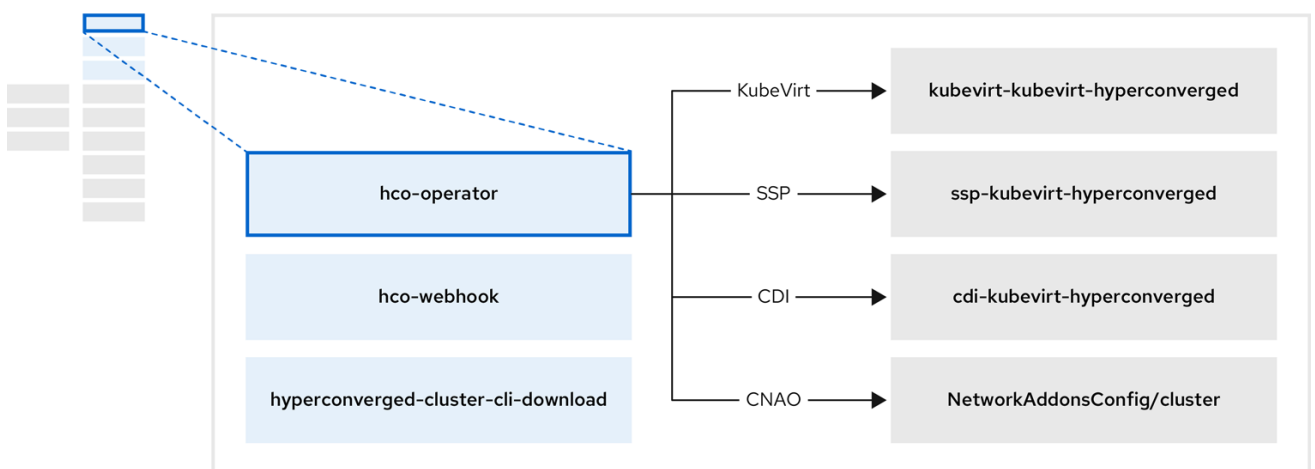 KubeVirt
kubevirt-kubevirt-hyperconverged
hco-operator
SSP
ssp-kubevirt-hyperconverged
hco-webhook
CDI
cdi-kubevirt-hyperconverged
hyperconverged-cluster-cli-download
CNAO
NetworkAddonsConfig/cluster